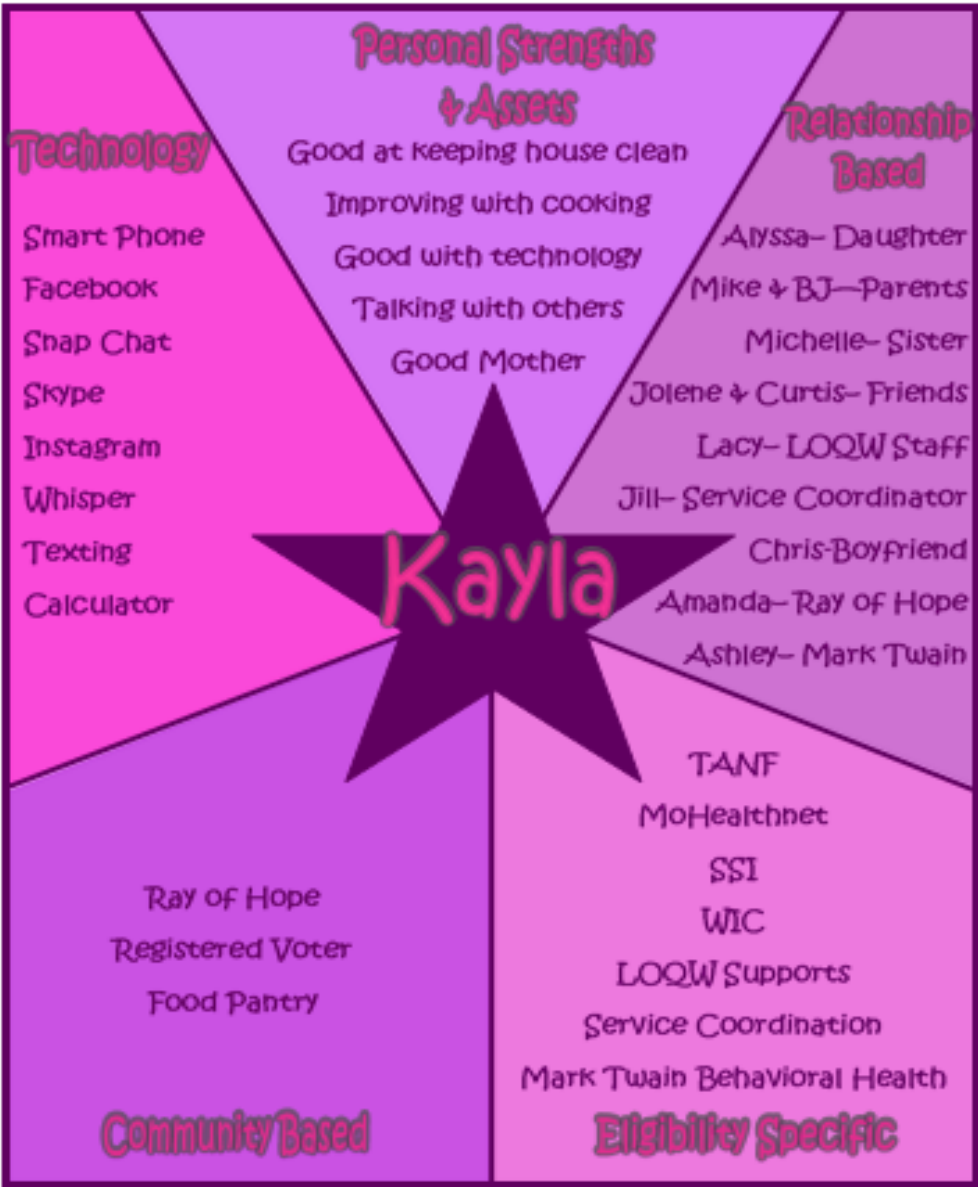 Personal Strengths
& Assets
Good at keeping house clean
Improving with cooking
Good with technology
Talking with others
Good Mother
Technology
Smart Phone
Facebook
Snap Chat
Skype
Instagram
Whisper
Texting
Calculator
Relationship
Based
Alyssa– Daughter
Mike & BJ—Parents
Michelle– Sister
Jolene & Curtis– Friends
Lacy– LOQW Staff
Jill– Service Coordinator
Chris-Boyfriend
Amanda– Ray of Hope
Ashley– Mark Twain
Kayla
Ray of Hope
Registered Voter
Food Pantry
Community Based
TANF
MoHealthnet
SSI
WIC
LOQW Supports
Service Coordination
Mark Twain Behavioral Health
Eligibility Specific